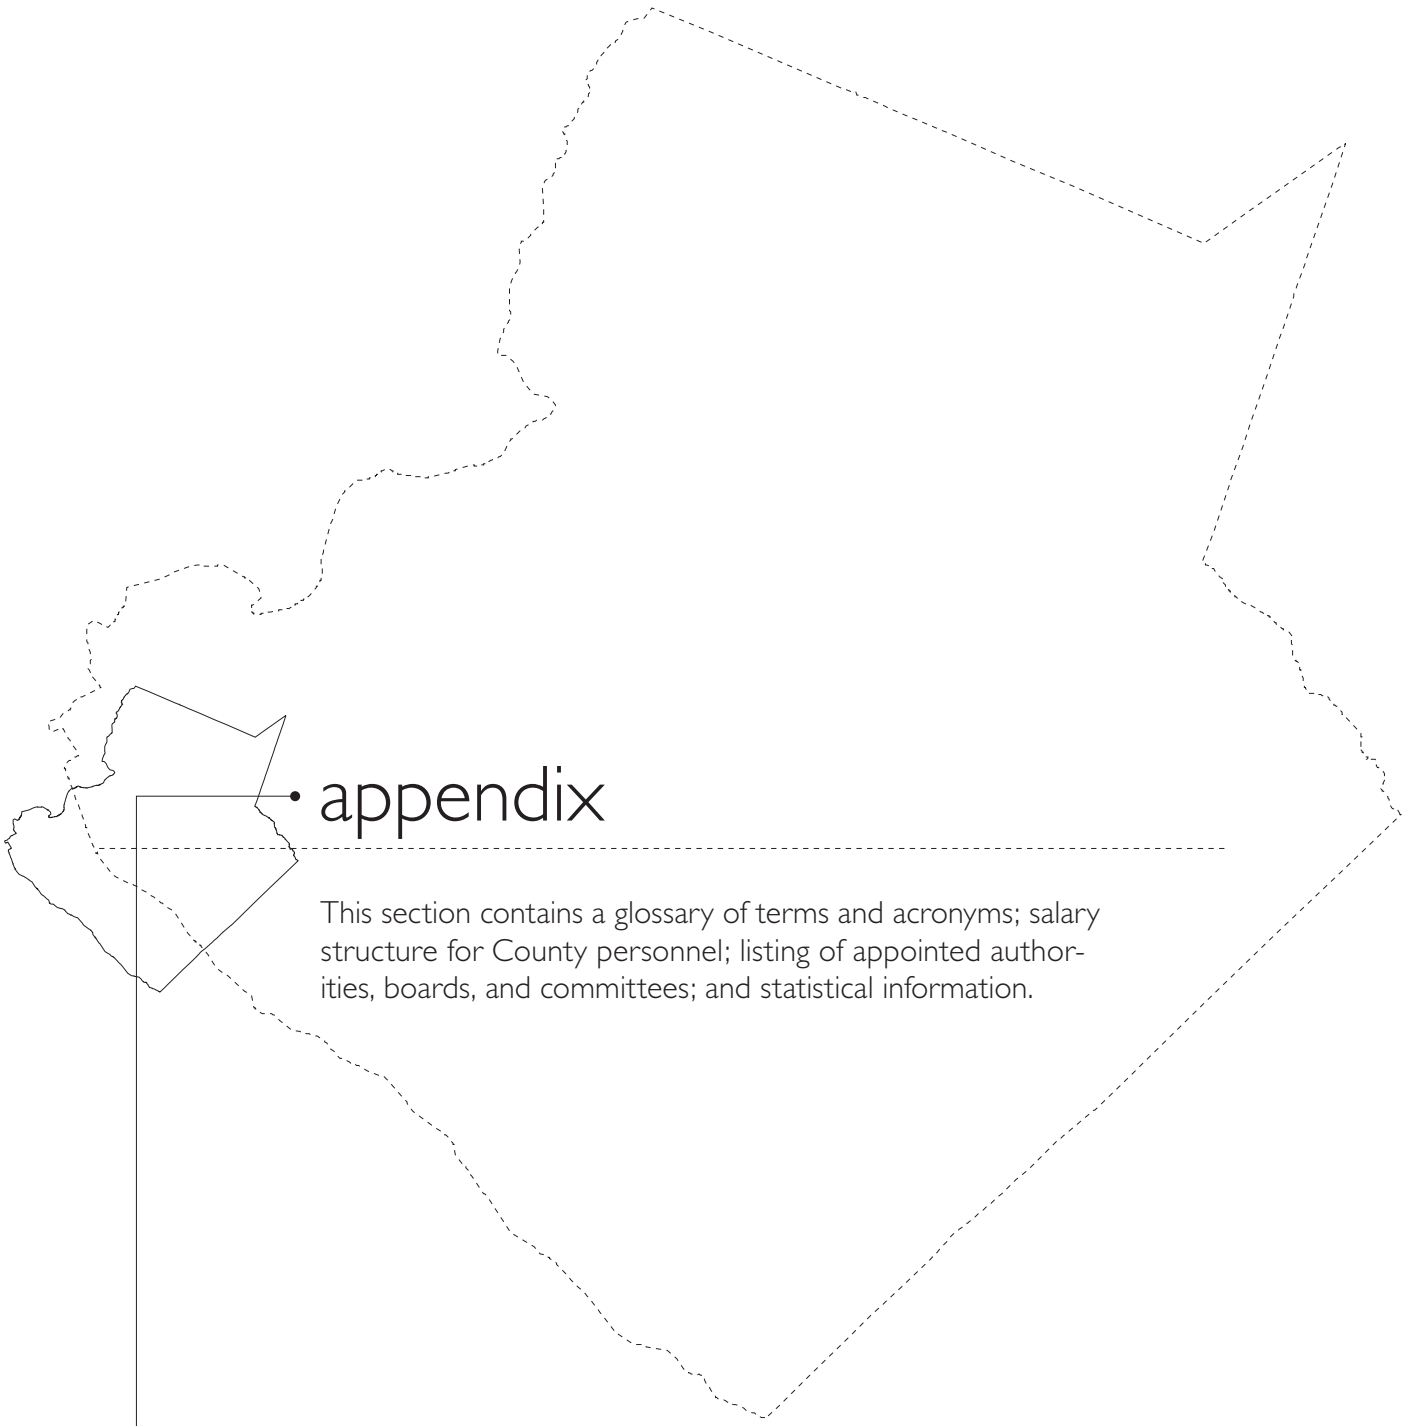 appendix
This section contains a glossary of terms and acronyms; salary
structure for County personnel; listing of appointed author-
ities, boards, and committees; and statistical information.